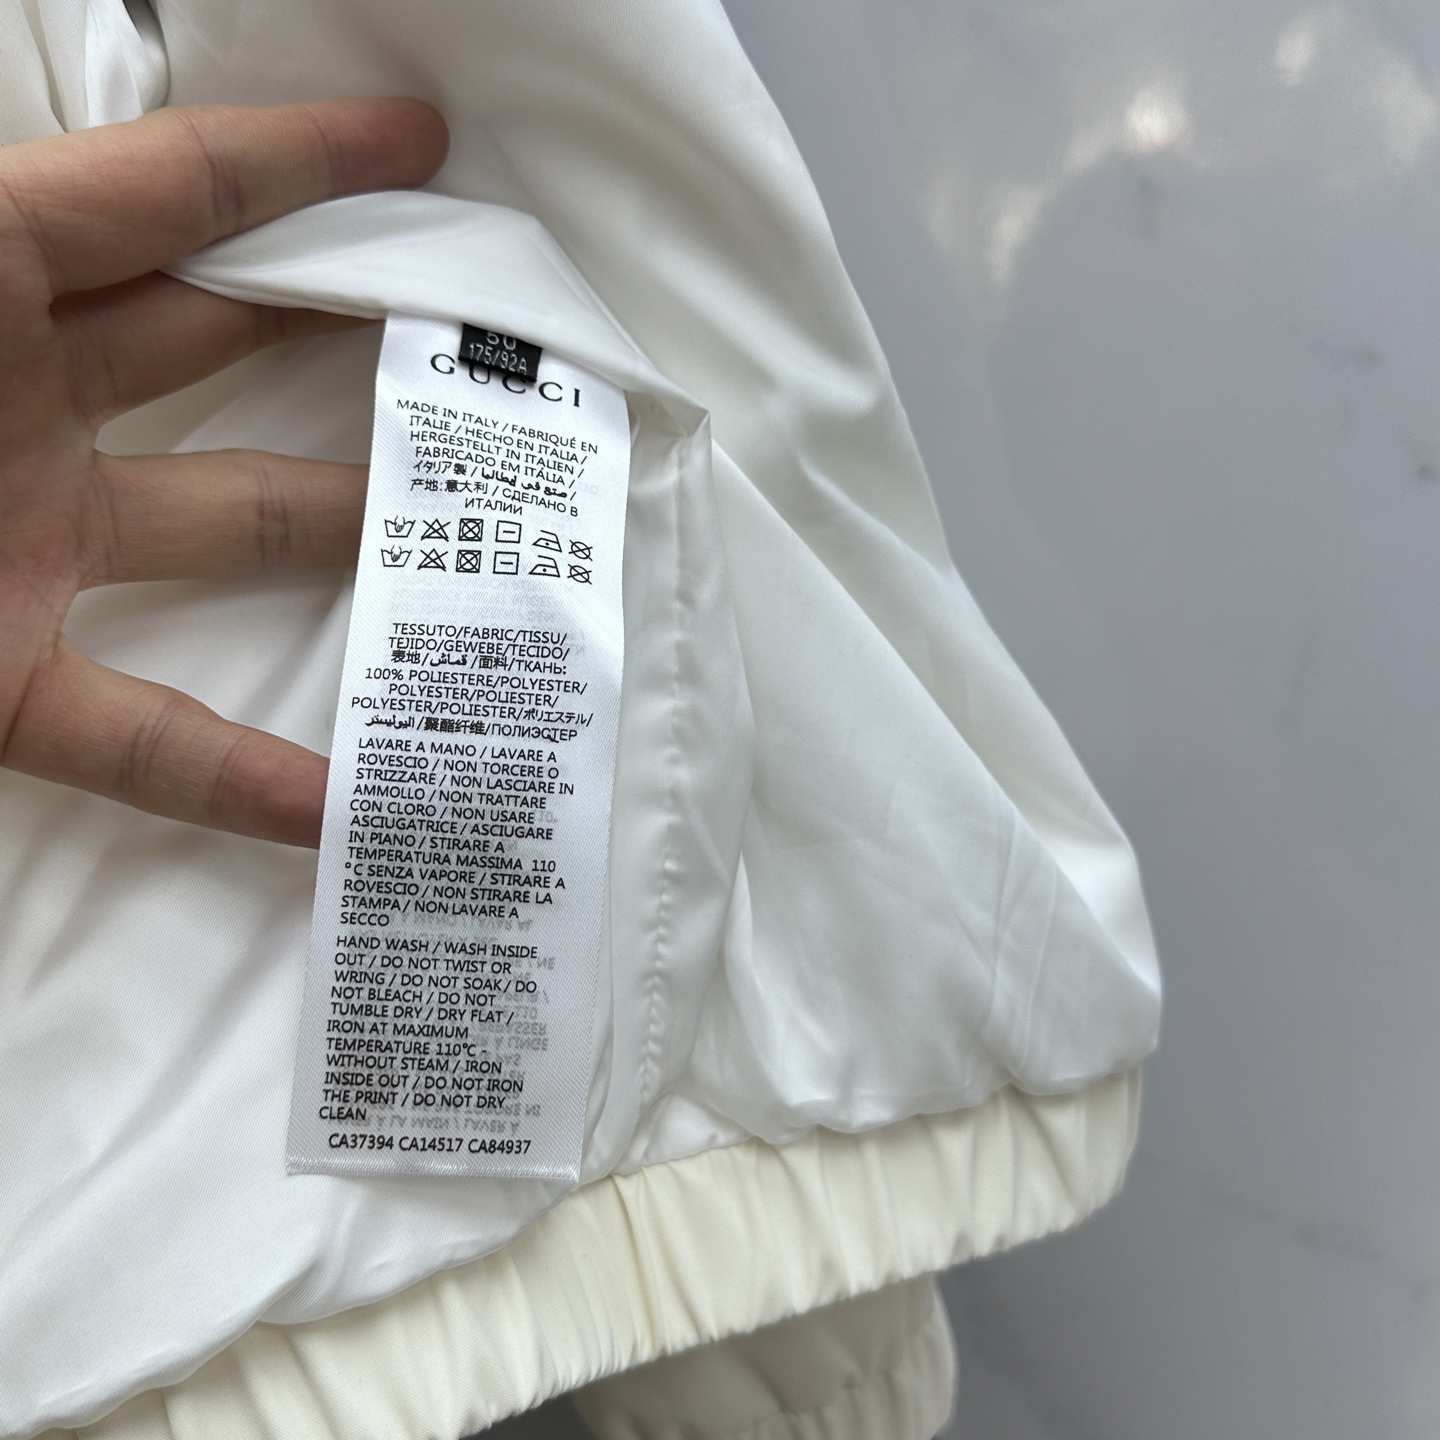 50
175/92A
GUCCI
MADE IN ITALY / FABRIQUÉ EN
ITALIE / HECHO EN ITALIA /
HERGESTELLT IN ITALIEN /
FABRICADO EM ITÁLIA /
イタリア製 / صنع في إيطاليا /
产地:意大利 / СДЕЛАНО В
ИТАЛИИ
TESSUTO/FABRIC/TISSU/
TEJIDO/GEWEBE/TECIDO/
表地/قماش/面料/ТКАНЬ:
100% POLIESTERE/POLYESTER/
POLYESTER/POLIESTER/
POLYESTER/POLIESTER/ポリエステル/
البوليستر/聚酯纤维/ПОЛИЭСТЕР
LAVARE A MANO / LAVARE A
ROVESCIO / NON TORCERE O
STRIZZARE / NON LASCIARE IN
AMMOLLO / NON TRATTARE
CON CLORO / NON USARE
ASCIUGATRICE / ASCIUGARE
IN PIANO / STIRARE A
TEMPERATURA MASSIMA 110
°C SENZA VAPORE / STIRARE A
ROVESCIO / NON STIRARE LA
STAMPA / NON LAVARE A
SECCO
HAND WASH / WASH INSIDE
OUT / DO NOT TWIST OR
WRING / DO NOT SOAK / DO
NOT BLEACH / DO NOT
TUMBLE DRY / DRY FLAT /
IRON AT MAXIMUM
TEMPERATURE 110°C -
WITHOUT STEAM / IRON
INSIDE OUT / DO NOT IRON
THE PRINT / DO NOT DRY
CLEAN
CA37394 CA14517 CA84937